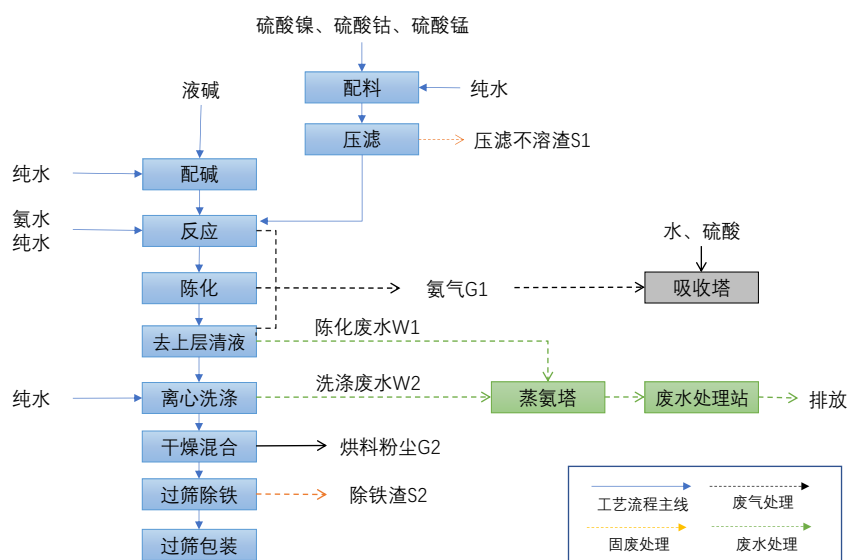 硫酸镍、硫酸钴、硫酸锰
配料
纯水
液碱
压滤
压滤不溶渣S1
纯水
配碱
氨水
纯水
反应
水、硫酸
陈化
氨气G1
吸收塔
去上层清液
陈化废水W1
纯水
离心洗涤
洗涤废水W2
蒸氨塔
废水处理站
排放
干燥混合
烘料粉尘G2
过筛除铁
除铁渣S2
过筛包装
工艺流程主线
废气处理
固废处理
废水处理